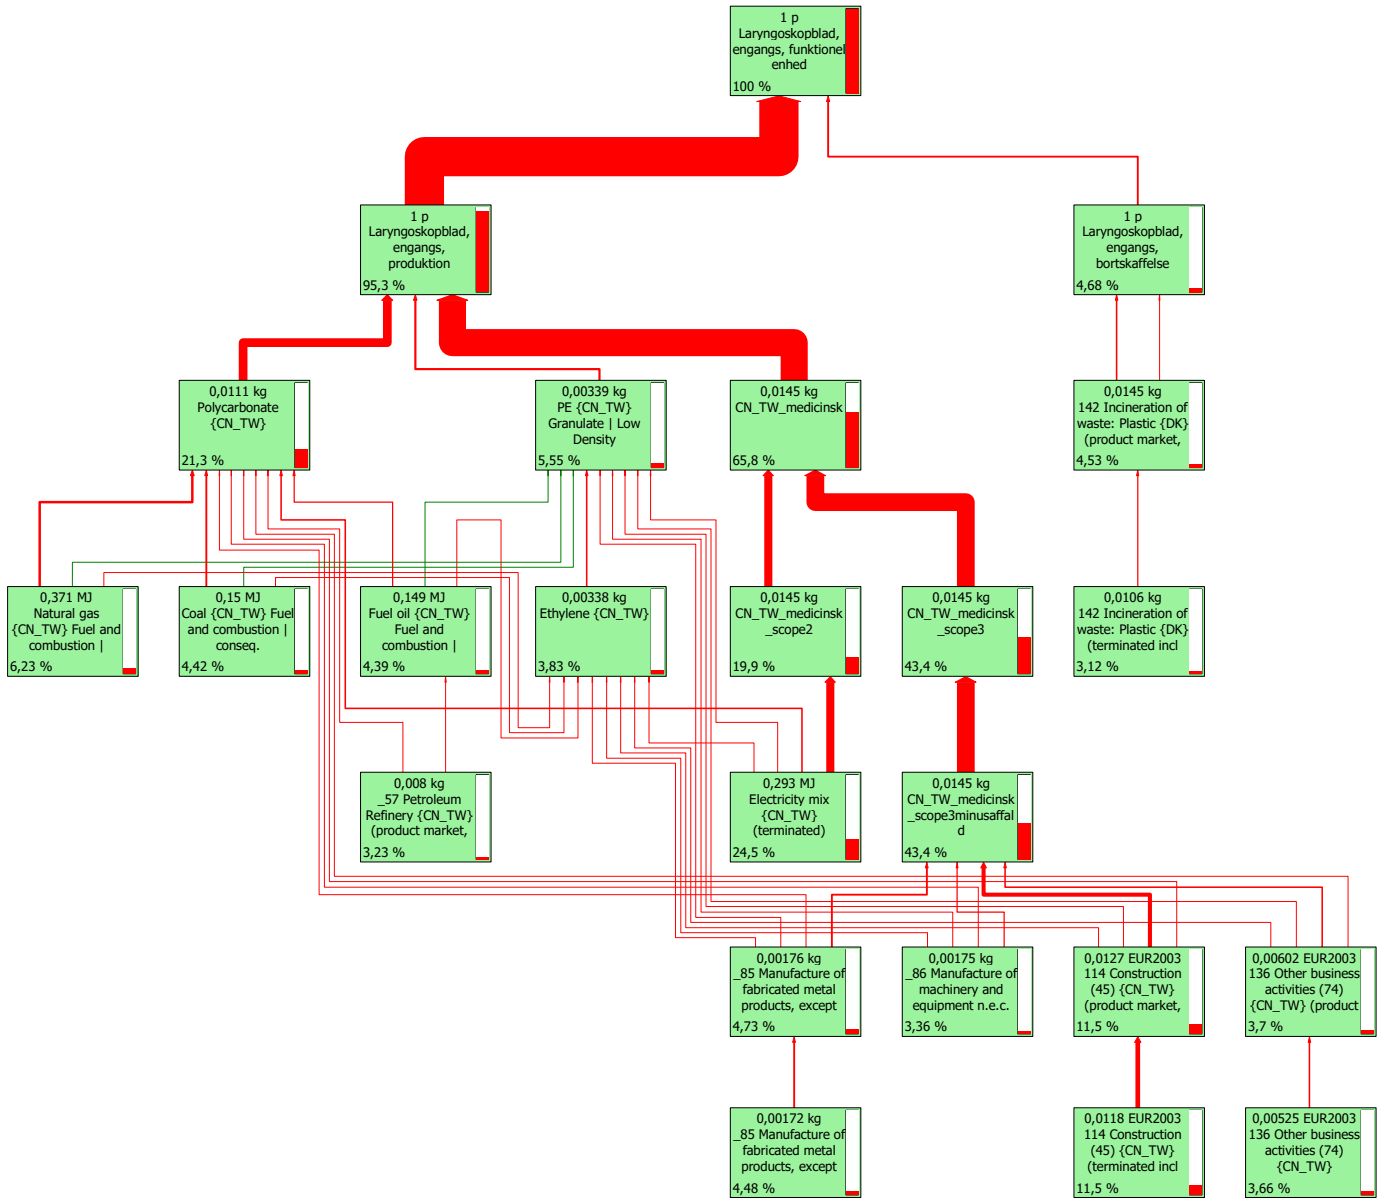 1 p
Laryngoskopblad,
engangs, funktionel
enhed
100 %
1 p
Laryngoskopblad,
engangs,
produktion
95,3 %
1 p
Laryngoskopblad,
engangs,
bortskaffelse
4,68 %
0,0111 kg
Polycarbonate
{CN_TW}
21,3 %
0,00339 kg
PE {CN_TW}
Granulate | Low
Density
5,55 %
0,0145 kg
CN_TW_medicinsk
65,8 %
0,0145 kg
142 Incineration of
waste: Plastic {DK}
(product market,
4,53 %
0,371 MJ
Natural gas
{CN_TW} Fuel and
combustion |
6,23 %
0,15 MJ
Coal {CN_TW} Fuel
and combustion |
conseq.
4,42 %
0,149 MJ
Fuel oil {CN_TW}
Fuel and
combustion |
4,39 %
0,00338 kg
Ethylene {CN_TW}
3,83 %
0,0145 kg
CN_TW_medicinsk
_scope2
19,9 %
0,0145 kg
CN_TW_medicinsk
_scope3
43,4 %
0,0106 kg
142 Incineration of
waste: Plastic {DK}
(terminated incl
3,12 %
0,008 kg
_57 Petroleum
Refinery {CN_TW}
(product market,
3,23 %
0,293 MJ
Electricity mix
{CN_TW}
(terminated)
24,5 %
0,0145 kg
CN_TW_medicinsk
_scope3minusaffal
d
43,4 %
0,00176 kg
_85 Manufacture of
fabricated metal
products, except
4,73 %
0,00175 kg
_86 Manufacture of
machinery and
equipment n.e.c.
3,36 %
0,0127 EUR2003
114 Construction
(45) {CN_TW}
(product market,
11,5 %
0,00602 EUR2003
136 Other business
activities (74)
{CN_TW} (product
3,7 %
0,00172 kg
_85 Manufacture of
fabricated metal
products, except
4,48 %
0,0118 EUR2003
114 Construction
(45) {CN_TW}
(terminated incl
11,5 %
0,00525 EUR2003
136 Other business
activities (74)
{CN_TW}
3,66 %